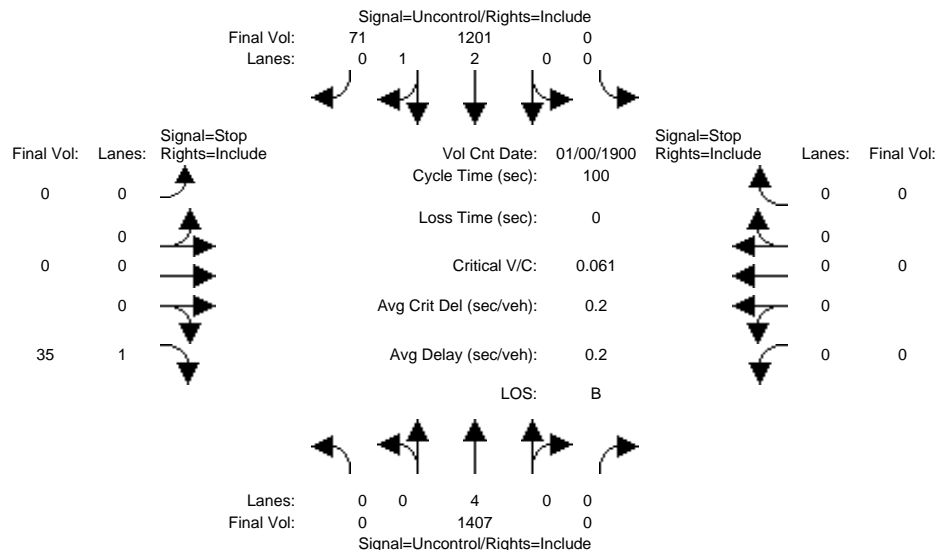 Signal=Uncontrol/Rights=Include
Final Vol: 71 1201 0
Lanes: 0 1 2 0 0
Signal=Stop Signal=Stop
Final Vol: Lanes: Rights=Include Vol Cnt Date: 01/00/1900 Rights=Include Lanes: Final Vol:
Cycle Time (sec): 100
0 0 0 0
Loss Time (sec): 0
0 0
0 0 Critical V/C: 0.061 0 0
0 Avg Crit Del (sec/veh): 0.2 0
35 1 Avg Delay (sec/veh): 0.2 0 0
LOS: B
Lanes: 0 0 4 0 0
Final Vol: 0 1407 0
Signal=Uncontrol/Rights=Include